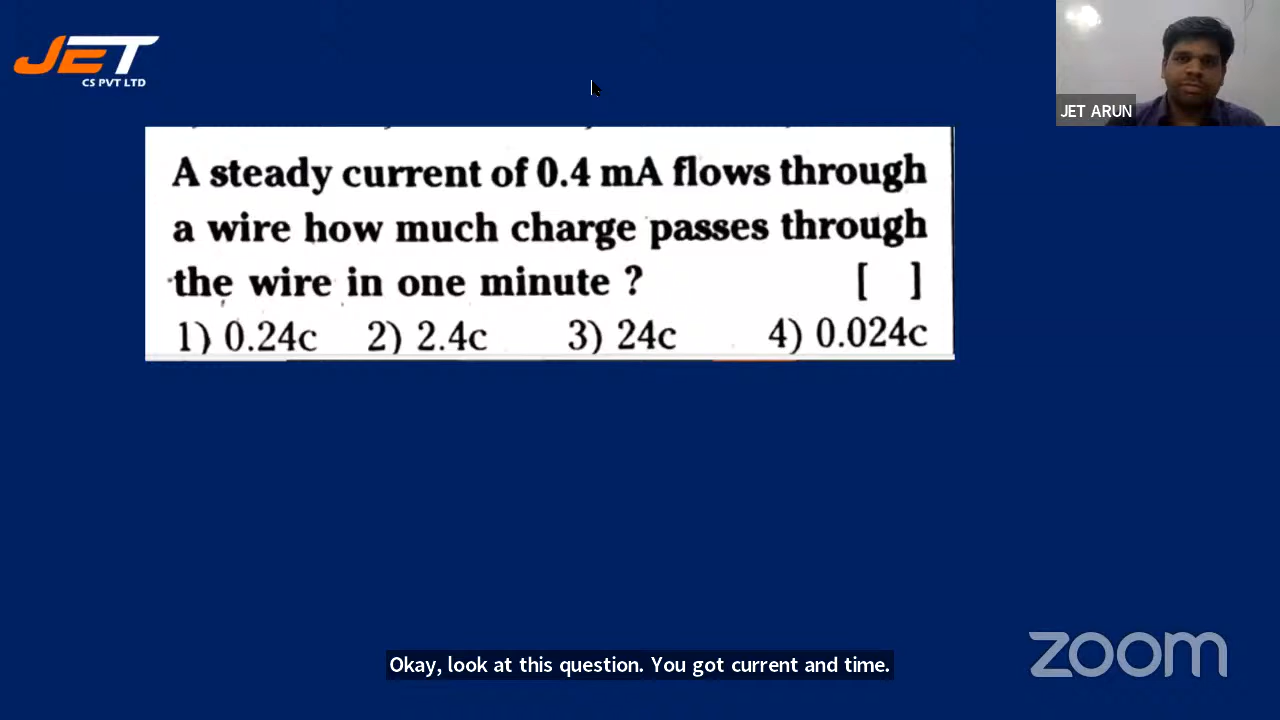 JET
CS PVT LTD
JET ARUN
A steady current of 0.4 mA flows through
a wire how much charge passes through
the wire in one minute ? [ ]
1) 0.24c 2) 2.4c 3) 24c 4) 0.024c
Okay, look at this question. You got current and time.
zoom